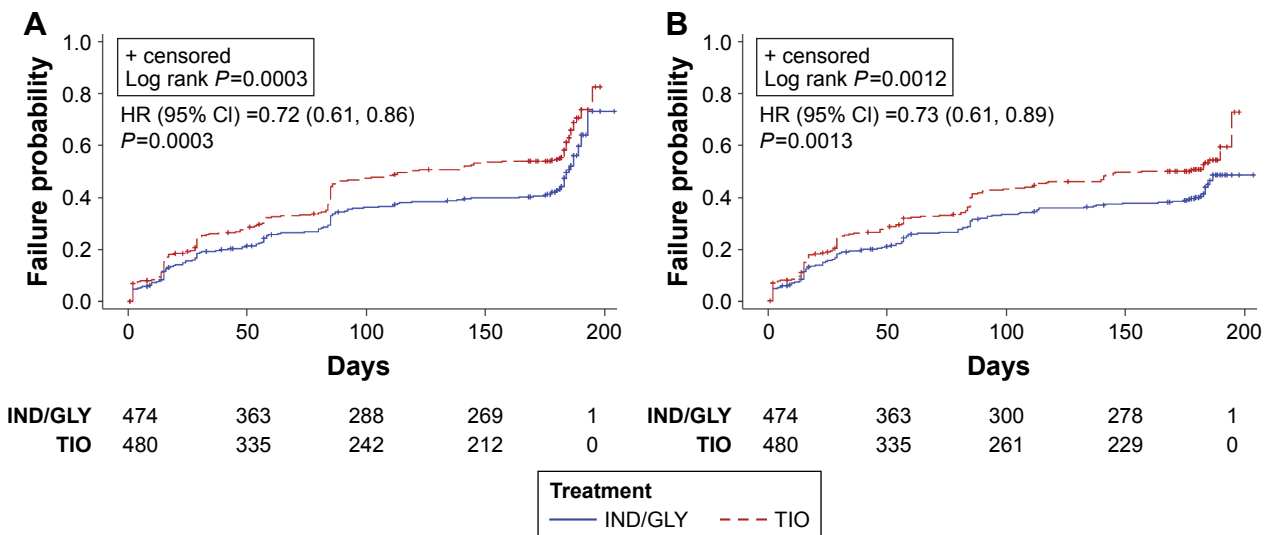 A
Failure probability
1.0
0.8
0.6
0.4
0.2
0.0
+ censored
Log rank P=0.0003
HR (95% CI) =0.72 (0.61, 0.86)
P=0.0003
0 50 100 150 200
Days
IND/GLY 474 363 288 269 1
TIO 480 335 242 212 0
B
Failure probability
1.0
0.8
0.6
0.4
0.2
0.0
+ censored
Log rank P=0.0012
HR (95% CI) =0.73 (0.61, 0.89)
P=0.0013
0 50 100 150 200
Days
IND/GLY 474 363 300 278 1
TIO 480 335 261 229 0
Treatment
IND/GLY TIO